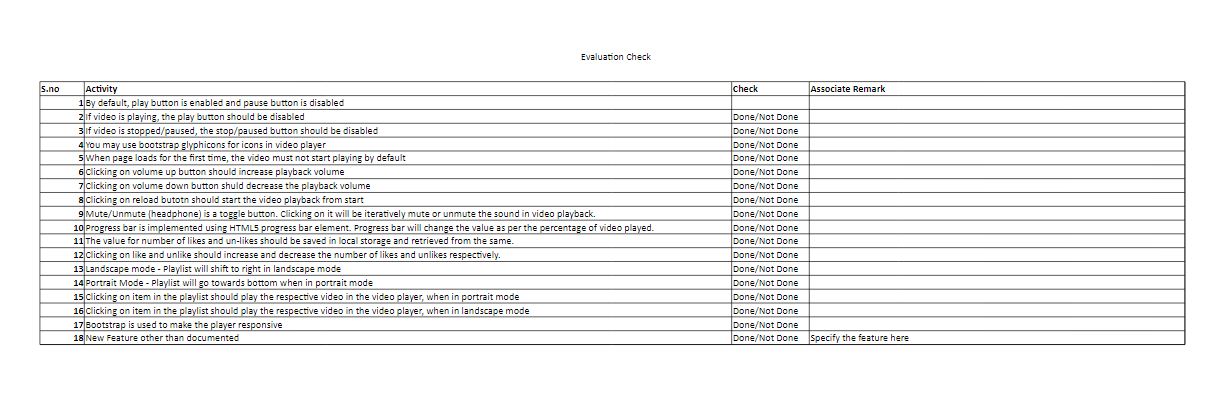 Evaluation Check
S.no Activity Check Associate Remark
1 By default, play button is enabled and pause button is disabled
2 If video is playing, the play button should be disabled Done/Not Done
3 If video is stopped/paused, the stop/paused button should be disabled Done/Not Done
4 You may use bootstrap glyphicons for icons in video player Done/Not Done
5 When page loads for the first time, the video must not start playing by default Done/Not Done
6 Clicking on volume up button should increase playback volume Done/Not Done
7 Clicking on volume down button shuld decrease the playback volume Done/Not Done
8 Clicking on reload butotn should start the video playback from start Done/Not Done
9 Mute/Unmute (headphone) is a toggle button. Clicking on it will be iteratively mute or unmute the sound in video playback. Done/Not Done
10 Progress bar is implemented using HTML5 progress bar element. Progress bar will change the value as per the percentage of video played. Done/Not Done
11 The value for number of likes and un-likes should be saved in local storage and retrieved from the same. Done/Not Done
12 Clicking on like and unlike should increase and decrease the number of likes and unlikes respectively. Done/Not Done
13 Landscape mode - Playlist will shift to right in landscape mode Done/Not Done
14 Portrait Mode - Playlist will go towards bottom when in portrait mode Done/Not Done
15 Clicking on item in the playlist should play the respective video in the video player, when in portrait mode Done/Not Done
16 Clicking on item in the playlist should play the respective video in the video player, when in landscape mode Done/Not Done
17 Bootstrap is used to make the player responsive Done/Not Done
18 New Feature other than documented Done/Not Done Specify the feature here